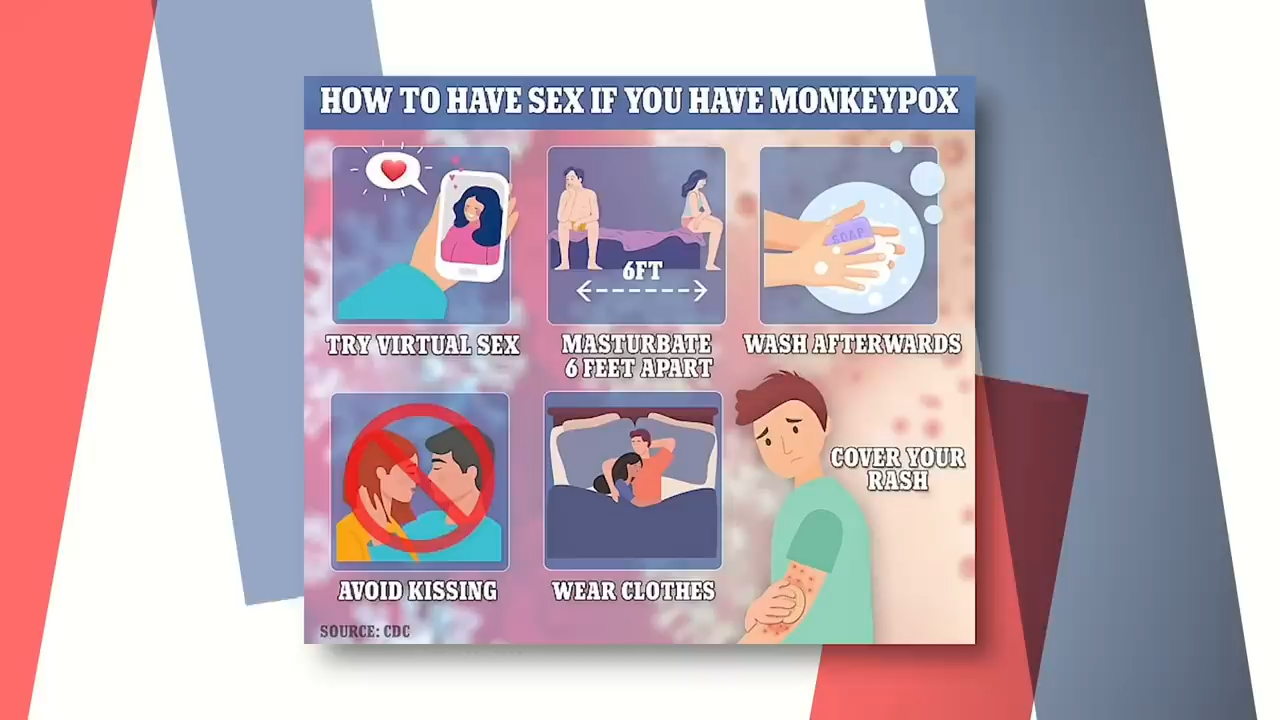 HOW TO HAVE SEX IF YOU HAVE MONKEYPOX
6FT
SOAP
TRY VIRTUAL SEX
MASTURBATE
6 FEET APART
WASH AFTERWARDS
COVER YOUR
RASH
AVOID KISSING
WEAR CLOTHES
SOURCE: CDC